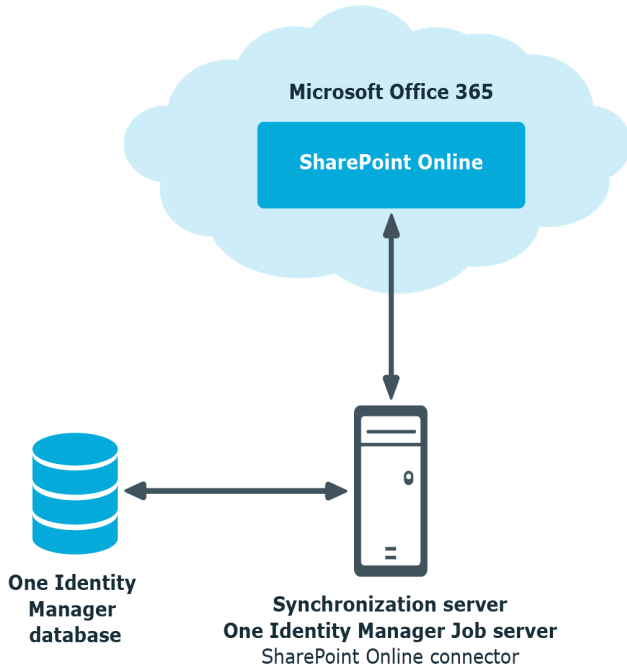 Microsoft Office 365
SharePoint Online
One Identity
Manager
database
Synchronization server
One Identity Manager Job server
SharePoint Online connector